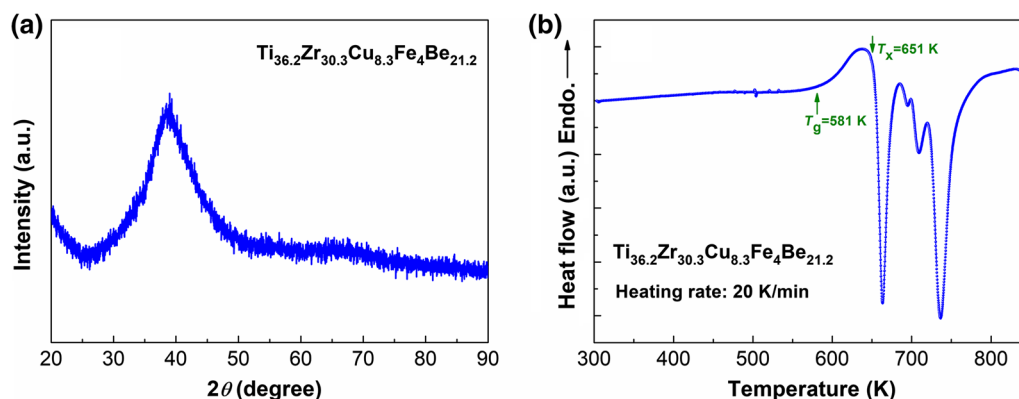 (a)
Ti36.2Zr30.3Cu8.3Fe4Be21.2
Intensity (a.u.)
20 30 40 50 60 70 80 90
2θ (degree)
(b)
Heat flow (a.u.) Endo.
Tx=651 K
Tg=581 K
Ti36.2Zr30.3Cu8.3Fe4Be21.2
Heating rate: 20 K/min
300 400 500 600 700 800
Temperature (K)